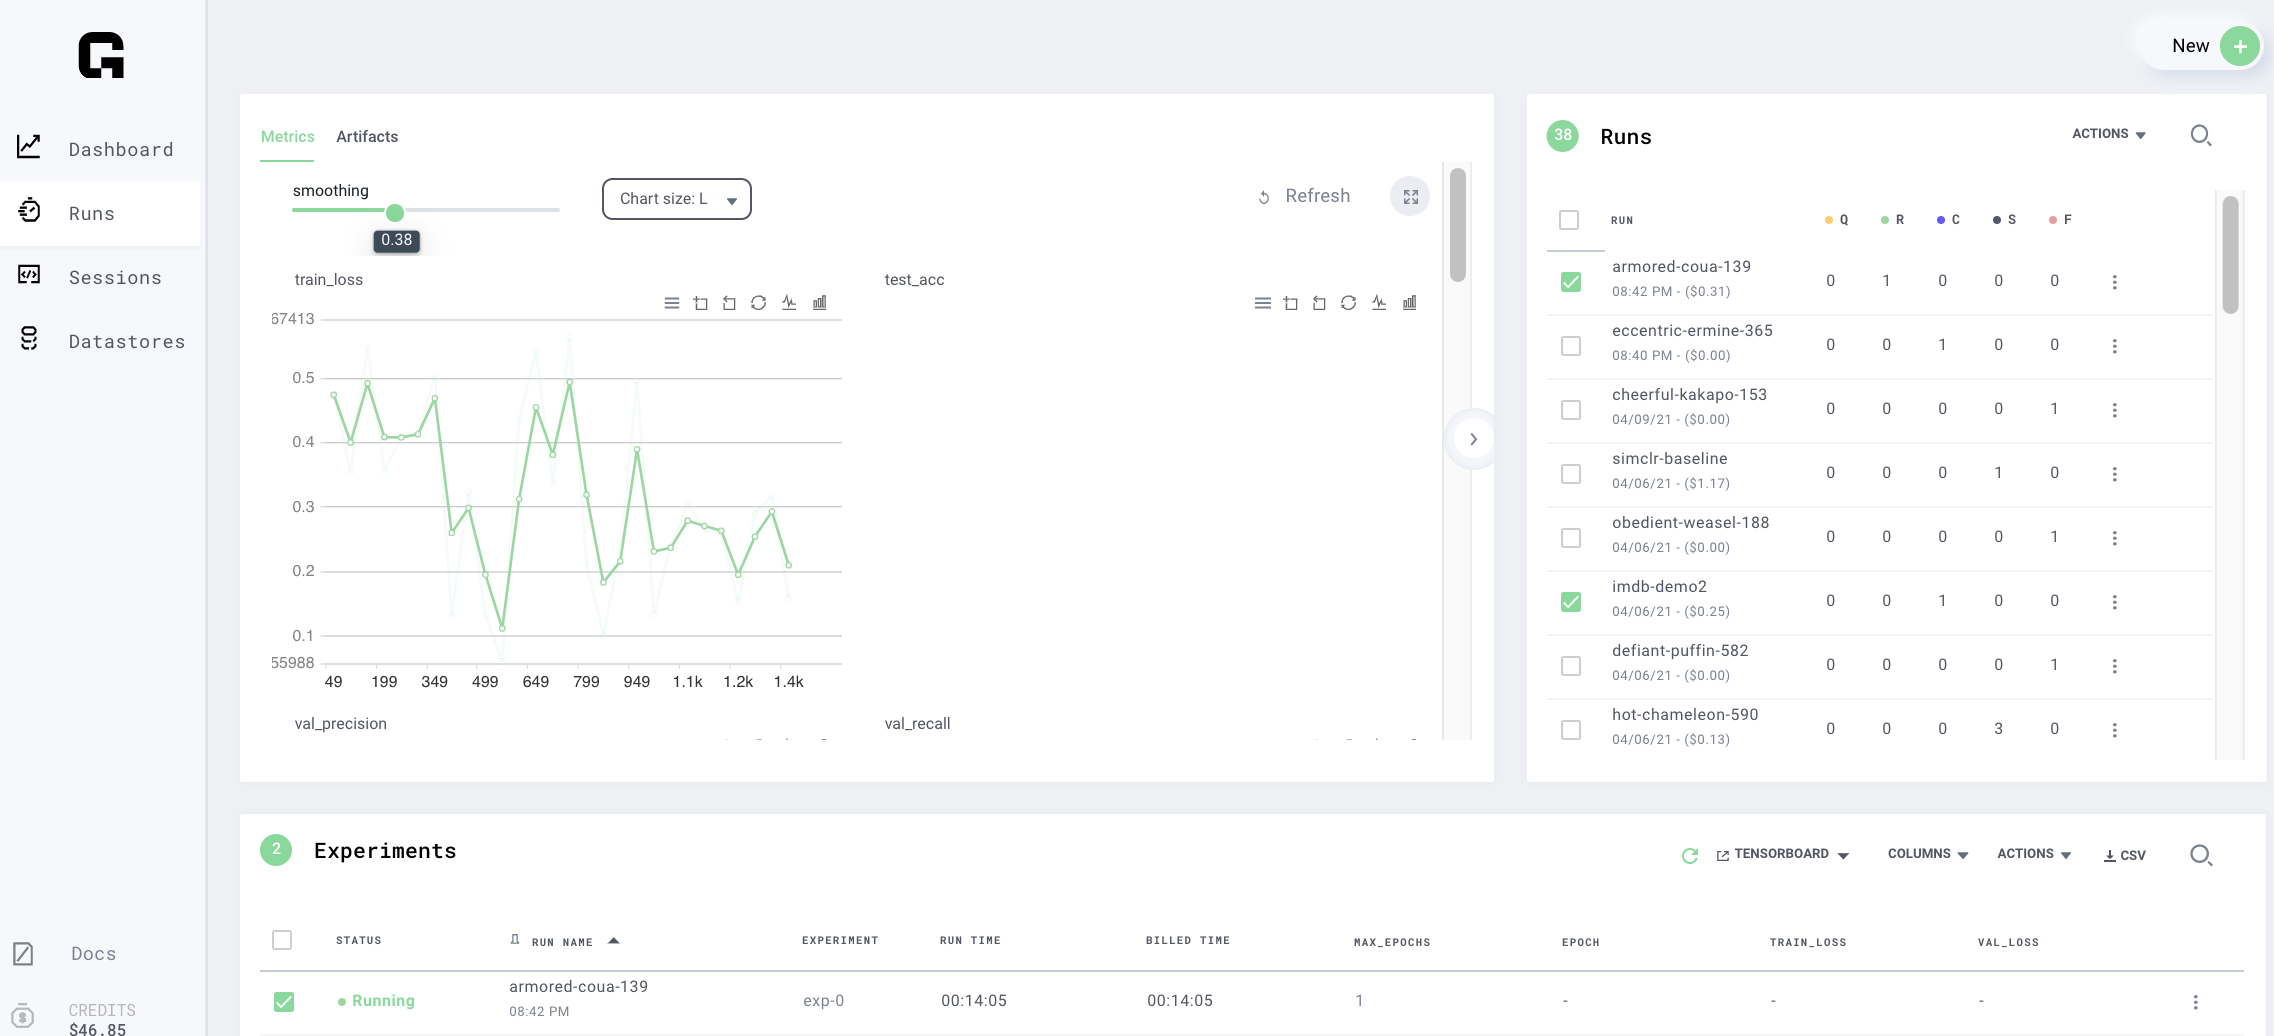 New
Dashboard
Runs
Sessions
Datastores
Docs
CREDITS
$46.85
Metrics Artifacts
smoothing
0.38
Chart size: L
Refresh
train_loss
67413
0.5
0.4
0.3
0.2
0.1
55988
49 199 349 499 649 799 949 1.1k 1.2k 1.4k
test_acc
val_precision
val_recall
38 Runs ACTIONS
RUN Q R C S F
armored-coua-139 0 1 0 0 0
08:42 PM - ($0.31)
eccentric-ermine-365 0 0 1 0 0
08:40 PM - ($0.00)
cheerful-kakapo-153 0 0 0 0 1
04/09/21 - ($0.00)
simclr-baseline 0 0 0 1 0
04/06/21 - ($1.17)
obedient-weasel-188 0 0 0 0 1
04/06/21 - ($0.00)
imdb-demo2 0 0 1 0 0
04/06/21 - ($0.25)
defiant-puffin-582 0 0 0 0 1
04/06/21 - ($0.00)
hot-chameleon-590 0 0 0 3 0
04/06/21 - ($0.13)
2 Experiments TENSORBOARD COLUMNS ACTIONS CSV
STATUS RUN NAME EXPERIMENT RUN TIME BILLED TIME MAX_EPOCHS EPOCH TRAIN_LOSS VAL_LOSS
Running armored-coua-139 exp-0 00:14:05 00:14:05 1 - - -
08:42 PM